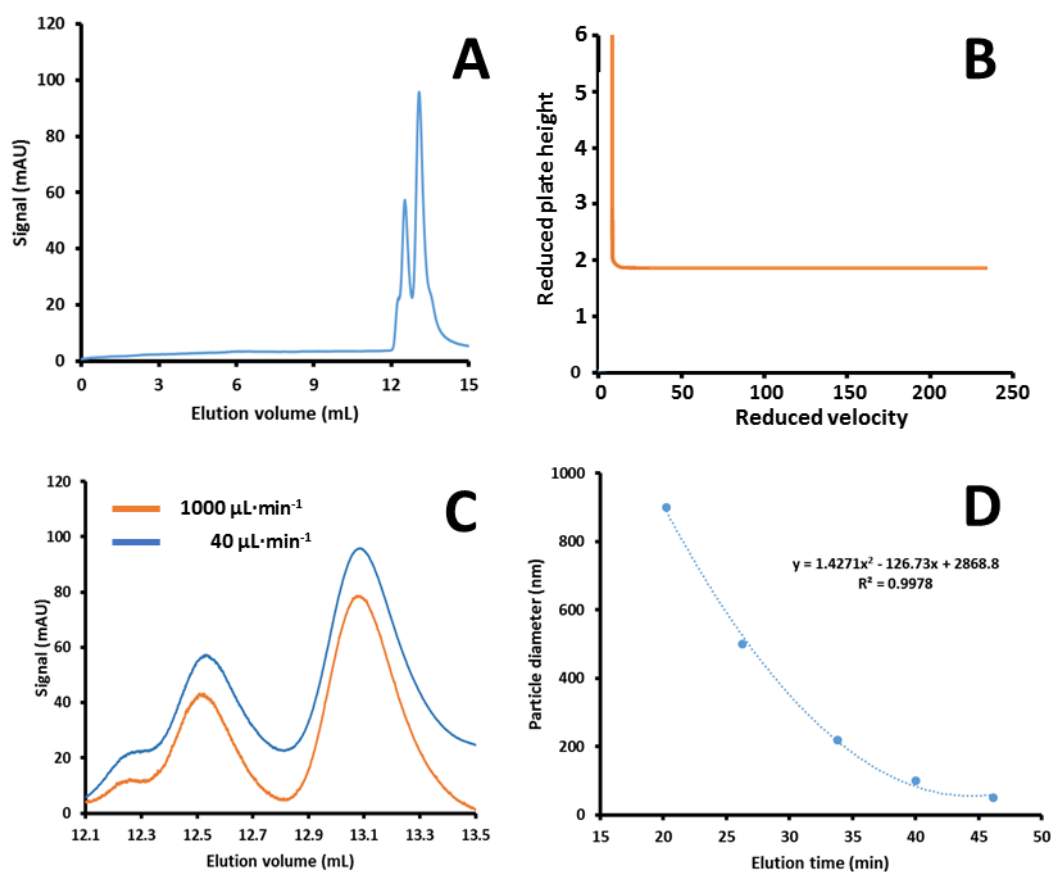 A
120
100
80
60
40
20
0
0 3 6 9 12 15
Signal (mAU)
Elution volume (mL)
B
6
5
4
3
2
1
0
0 50 100 150 200 250
Reduced plate height
Reduced velocity
C
1000 µL·min⁻¹
40 µL·min⁻¹
120
100
80
60
40
20
0
12.1 12.3 12.5 12.7 12.9 13.1 13.3 13.5
Signal (mAU)
Elution volume (mL)
D
y = 1.4271x² - 126.73x + 2868.8
R² = 0.9978
1000
800
600
400
200
0
15 20 25 30 35 40 45 50
Particle diameter (nm)
Elution time (min)